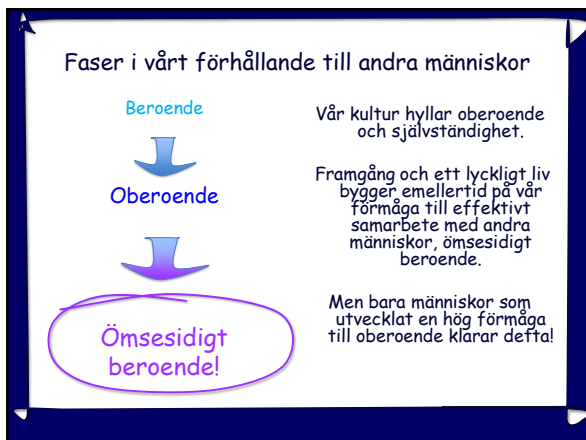 Faser i vårt förhållande till andra människor
Beroende
Oberoende
Ömsesidigt
beroende!
Vår kultur hyllar oberoende
och självständighet.
Framgång och ett lyckligt liv
bygger emellertid på vår
förmåga till effektivt
samarbete med andra
människor, ömsesidigt
beroende.
Men bara människor som
utvecklat en hög förmåga
till oberoende klarar detta!